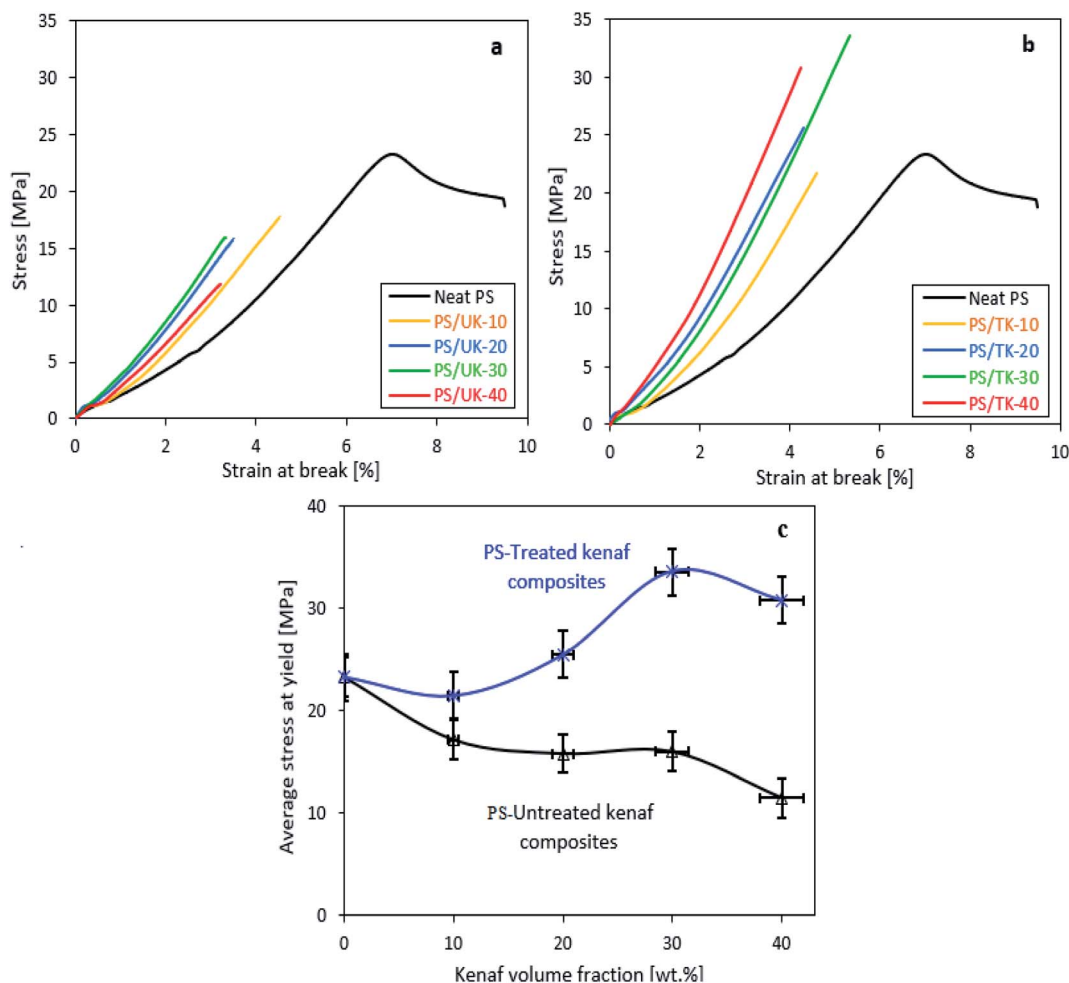 35
30
25
20
15
10
5
0
Stress [MPa]
a
Neat PS
PS/UK-10
PS/UK-20
PS/UK-30
PS/UK-40
0 2 4 6 8 10
Strain at break [%]
35
30
25
20
15
10
5
0
Stress [MPa]
b
Neat PS
PS/TK-10
PS/TK-20
PS/TK-30
PS/TK-40
0 2 4 6 8 10
Strain at break [%]
40
30
20
10
0
Average stress at yield [MPa]
c
PS-Treated kenaf
composites
PS-Untreated kenaf
composites
0 10 20 30 40
Kenaf volume fraction [wt.%]